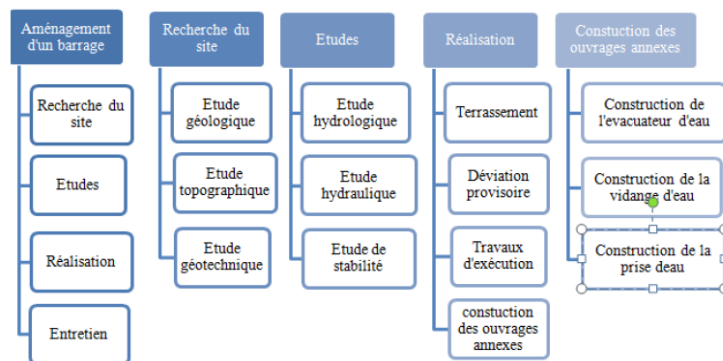 Aménagement
d'un barrage
Recherche du
site
Etudes
Réalisation
Entretien
Recherche du
site
Etude
géologique
Etude
topographique
Etude
géotechnique
Etudes
Etude
hydrologique
Etude
hydraulique
Etude de
stabilité
Réalisation
Terrassement
Déviation
provisoire
Travaux
d'exécution
constuction
des ouvrages
annexes
Constuction des
ouvrages annexes
Construction de
l'evacuateur d'eau
Construction de la
vidange d'eau
Construction de la
prise deau